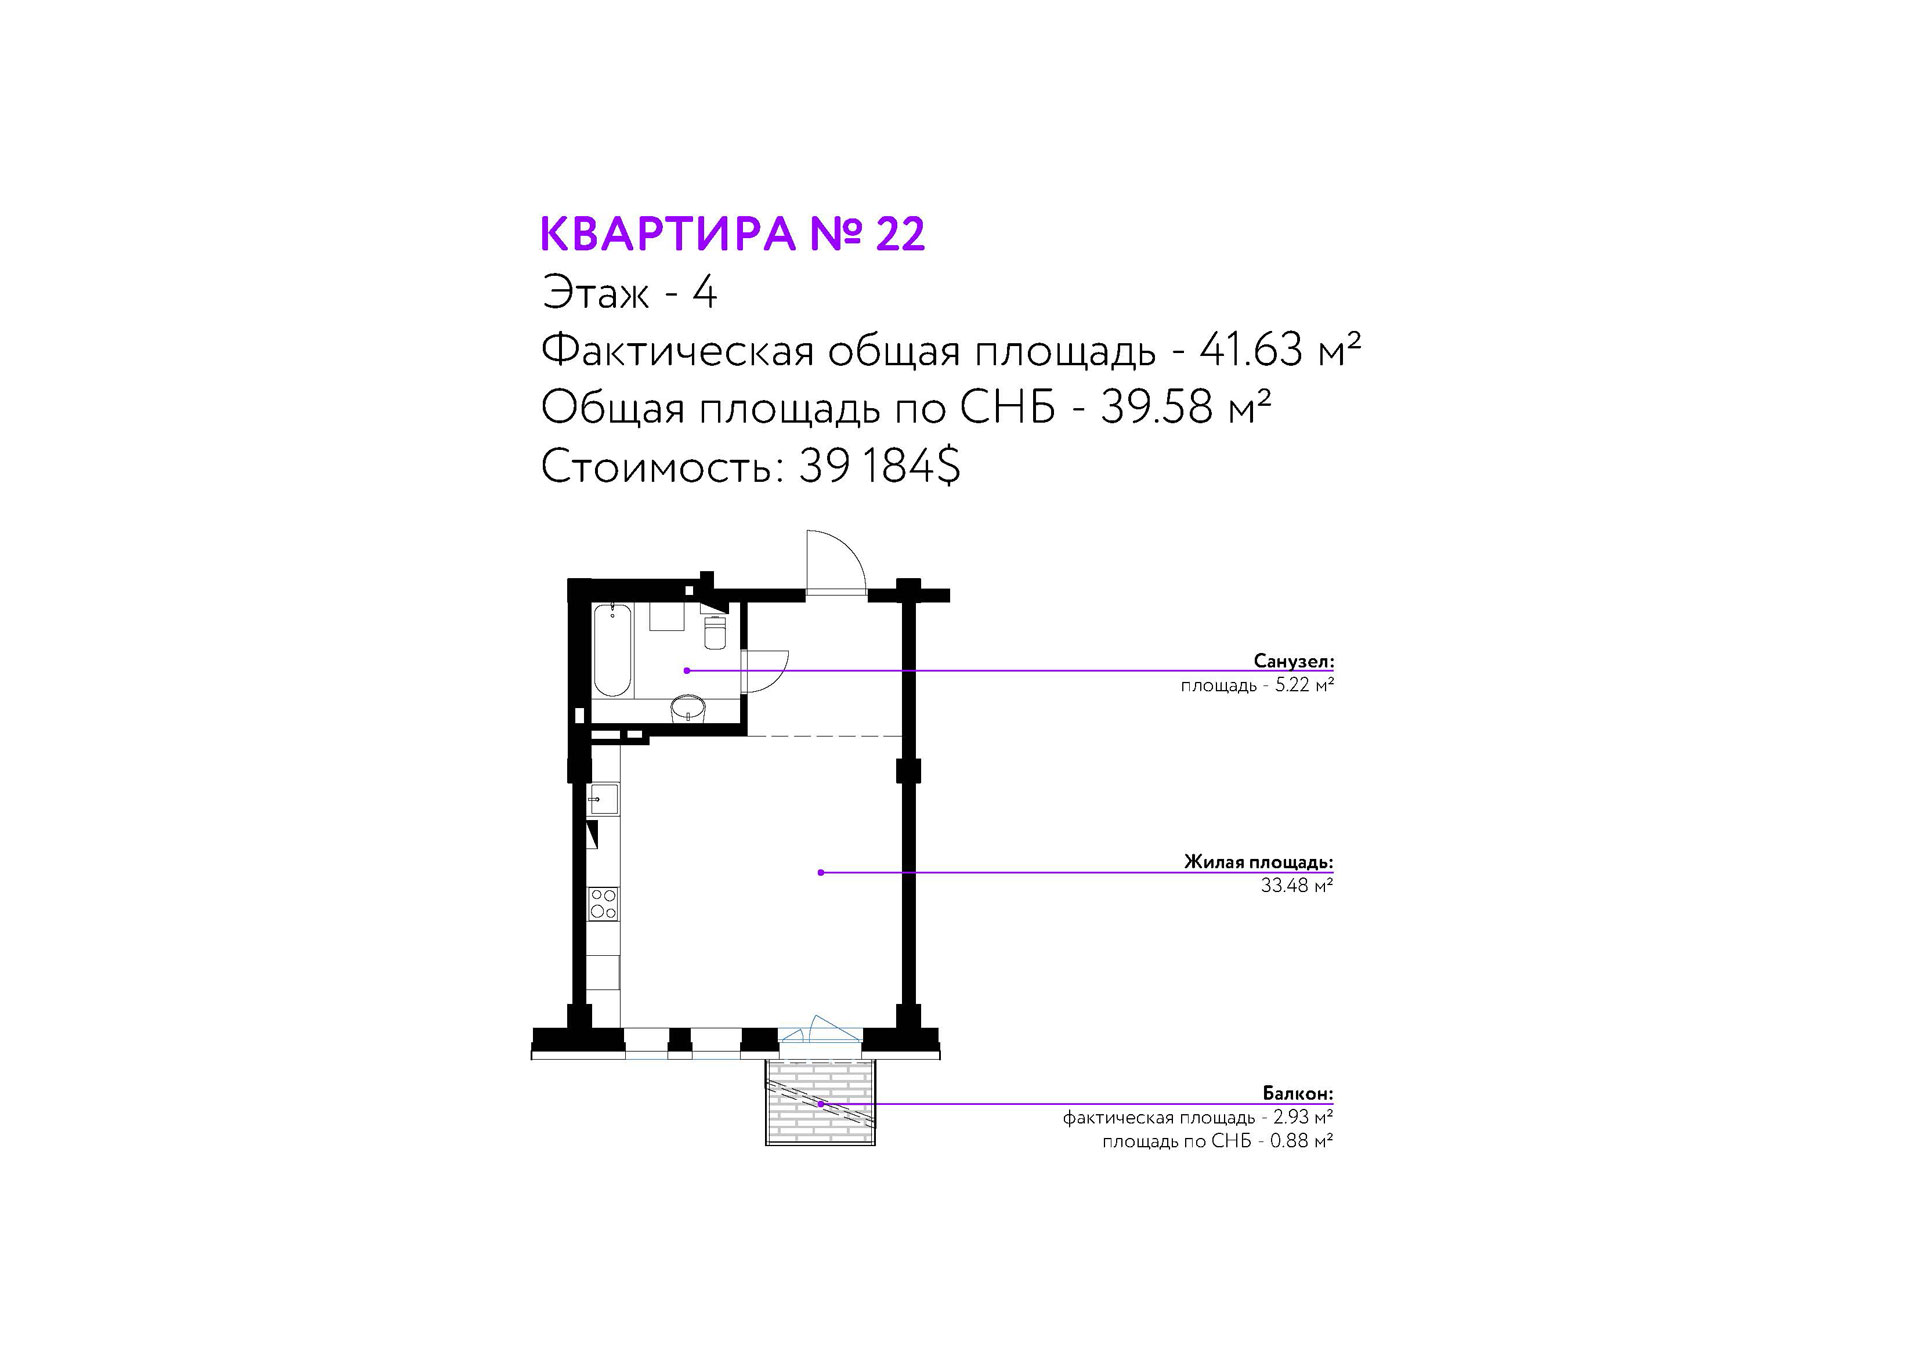 КВАРТИРА № 22
Этаж - 4
Фактическая общая площадь - 41.63 м²
Общая площадь по СНБ - 39.58 м²
Стоимость: 39 184$
Санузел:
площадь - 5.22 м²
Жилая площадь:
33.48 м²
Балкон:
фактическая площадь - 2.93 м²
площадь по СНБ - 0.88 м²